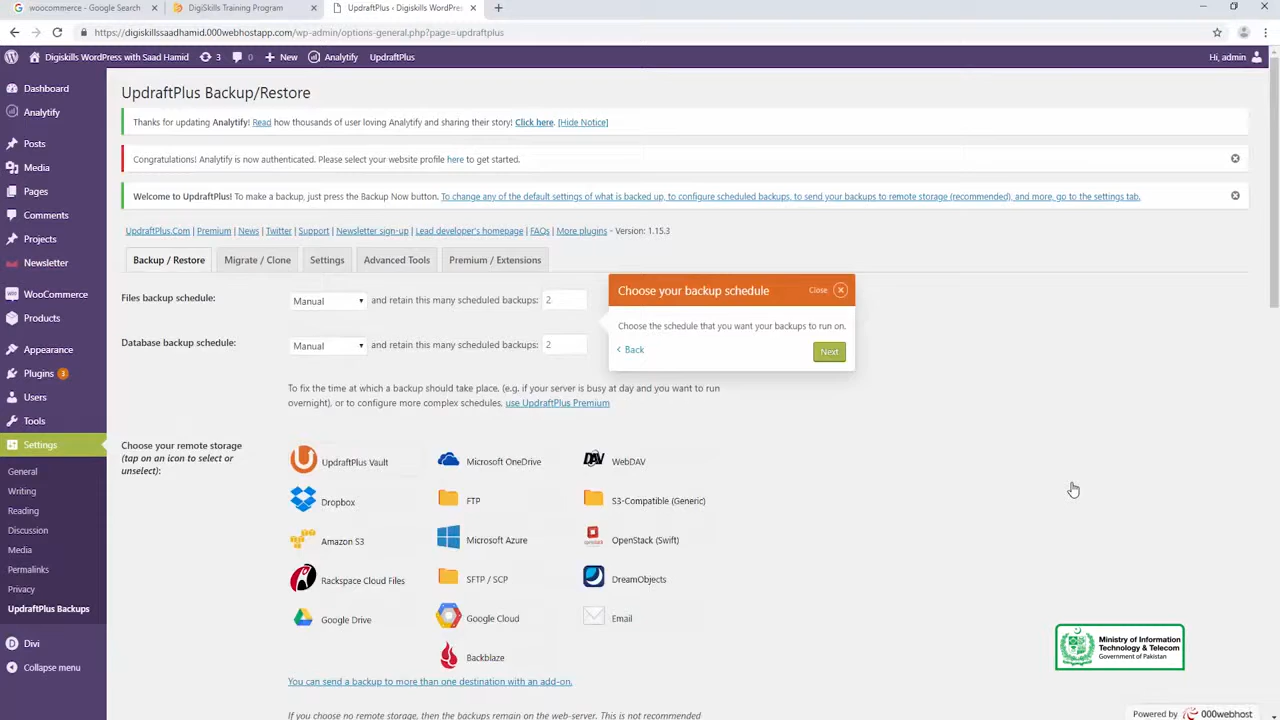 woocommerce - Google Search
DigiSkills Training Program
UpdraftPlus ‹ Digiskills WordPre
https://digiskillssaadhamid.000webhostapp.com/wp-admin/options-general.php?page=updraftplus
Digiskills WordPress with Saad Hamid 3 0 New Analytify UpdraftPlus Hi, admin
Dashboard
Analytify
Posts
Media
Pages
Comments
Projects
Newsletter
WooCommerce
Products
Appearance
Plugins 3
Users
Tools
Settings
General
Writing
Reading
Discussion
Media
Permalinks
Privacy
UpdraftPlus Backups
Divi
Collapse menu
UpdraftPlus Backup/Restore
Thanks for updating Analytify! Read how thousands of user loving Analytify and sharing their story! Click here. [Hide Notice]
Congratulations! Analytify is now authenticated. Please select your website profile here to get started.
Welcome to UpdraftPlus! To make a backup, just press the Backup Now button. To change any of the default settings of what is backed up, to configure scheduled backups, to send your backups to remote storage (recommended), and more, go to the settings tab.
UpdraftPlus.Com | Premium | News | Twitter | Support | Newsletter sign-up | Lead developer's homepage | FAQs | More plugins - Version: 1.15.3
Backup / Restore Migrate / Clone Settings Advanced Tools Premium / Extensions
Files backup schedule: Manual and retain this many scheduled backups: 2
Database backup schedule: Manual and retain this many scheduled backups: 2
Choose your backup schedule Close
Choose the schedule that you want your backups to run on.
‹ Back Next
To fix the time at which a backup should take place, (e.g. if your server is busy at day and you want to run
overnight), or to configure more complex schedules, use UpdraftPlus Premium
Choose your remote storage
(tap on an icon to select or
unselect):
UpdraftPlus Vault Microsoft OneDrive DAV WebDAV
Dropbox FTP S3-Compatible (Generic)
Amazon S3 Microsoft Azure OpenStack (Swift)
Rackspace Cloud Files SFTP / SCP DreamObjects
Google Drive Google Cloud Email
Backblaze
You can send a backup to more than one destination with an add-on.
If you choose no remote storage, then the backups remain on the web-server. This is not recommended
Ministry of Information
Technology & Telecom
Government of Pakistan
Powered by 000webhost